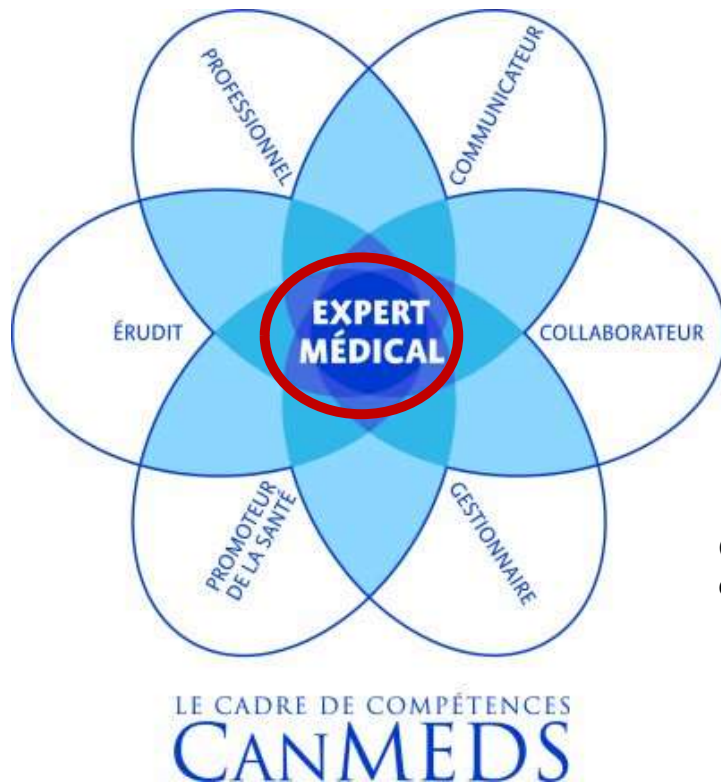 PROFESSIONNEL
COMMUNICATEUR
ÉRUDIT
EXPERT
MÉDICAL
COLLABORATEUR
PROMOTEUR
DE LA SANTÉ
GESTIONNAIRE
LE CADRE DE COMPÉTENCES
CANMEDS